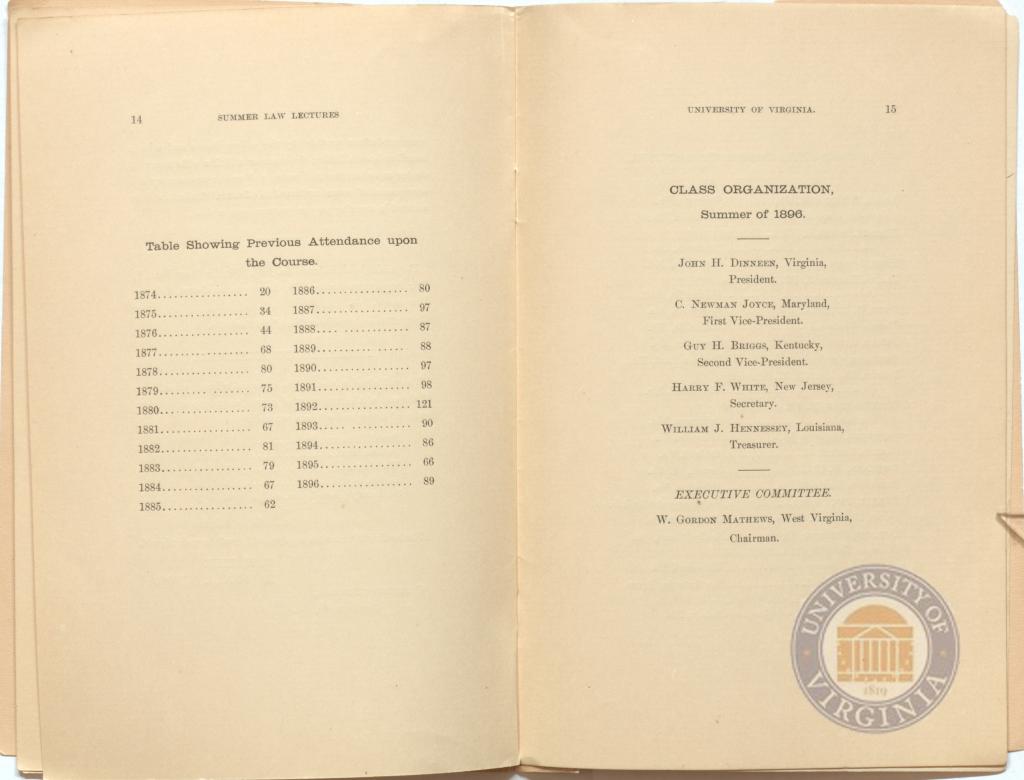 14 SUMMER LAW LECTURES
Table Showing Previous Attendance upon
the Course.
1874................. 20
1875................. 34
1876................. 44
1877................. 68
1878................. 80
1879................. 75
1880................. 73
1881................. 67
1882................. 81
1883................. 79
1884................. 67
1885................. 62
1886................. 80
1887................. 97
1888................. 87
1889................. 88
1890................. 97
1891................. 98
1892................. 121
1893................. 90
1894................. 86
1895................. 66
1896................. 89
UNIVERSITY OF VIRGINIA. 15
CLASS ORGANIZATION,
Summer of 1896.
JOHN H. DINNEEN, Virginia,
President.
C. NEWMAN JOYCE, Maryland,
First Vice-President.
GUY H. BRIGGS, Kentucky,
Second Vice-President.
HARRY F. WHITE, New Jersey,
Secretary.
WILLIAM J. HENNESSEY, Louisiana,
Treasurer.
EXECUTIVE COMMITTEE.
W. GORDON MATHEWS, West Virginia,
Chairman.
UNIVERSITY OF
VIRGINIA
1819